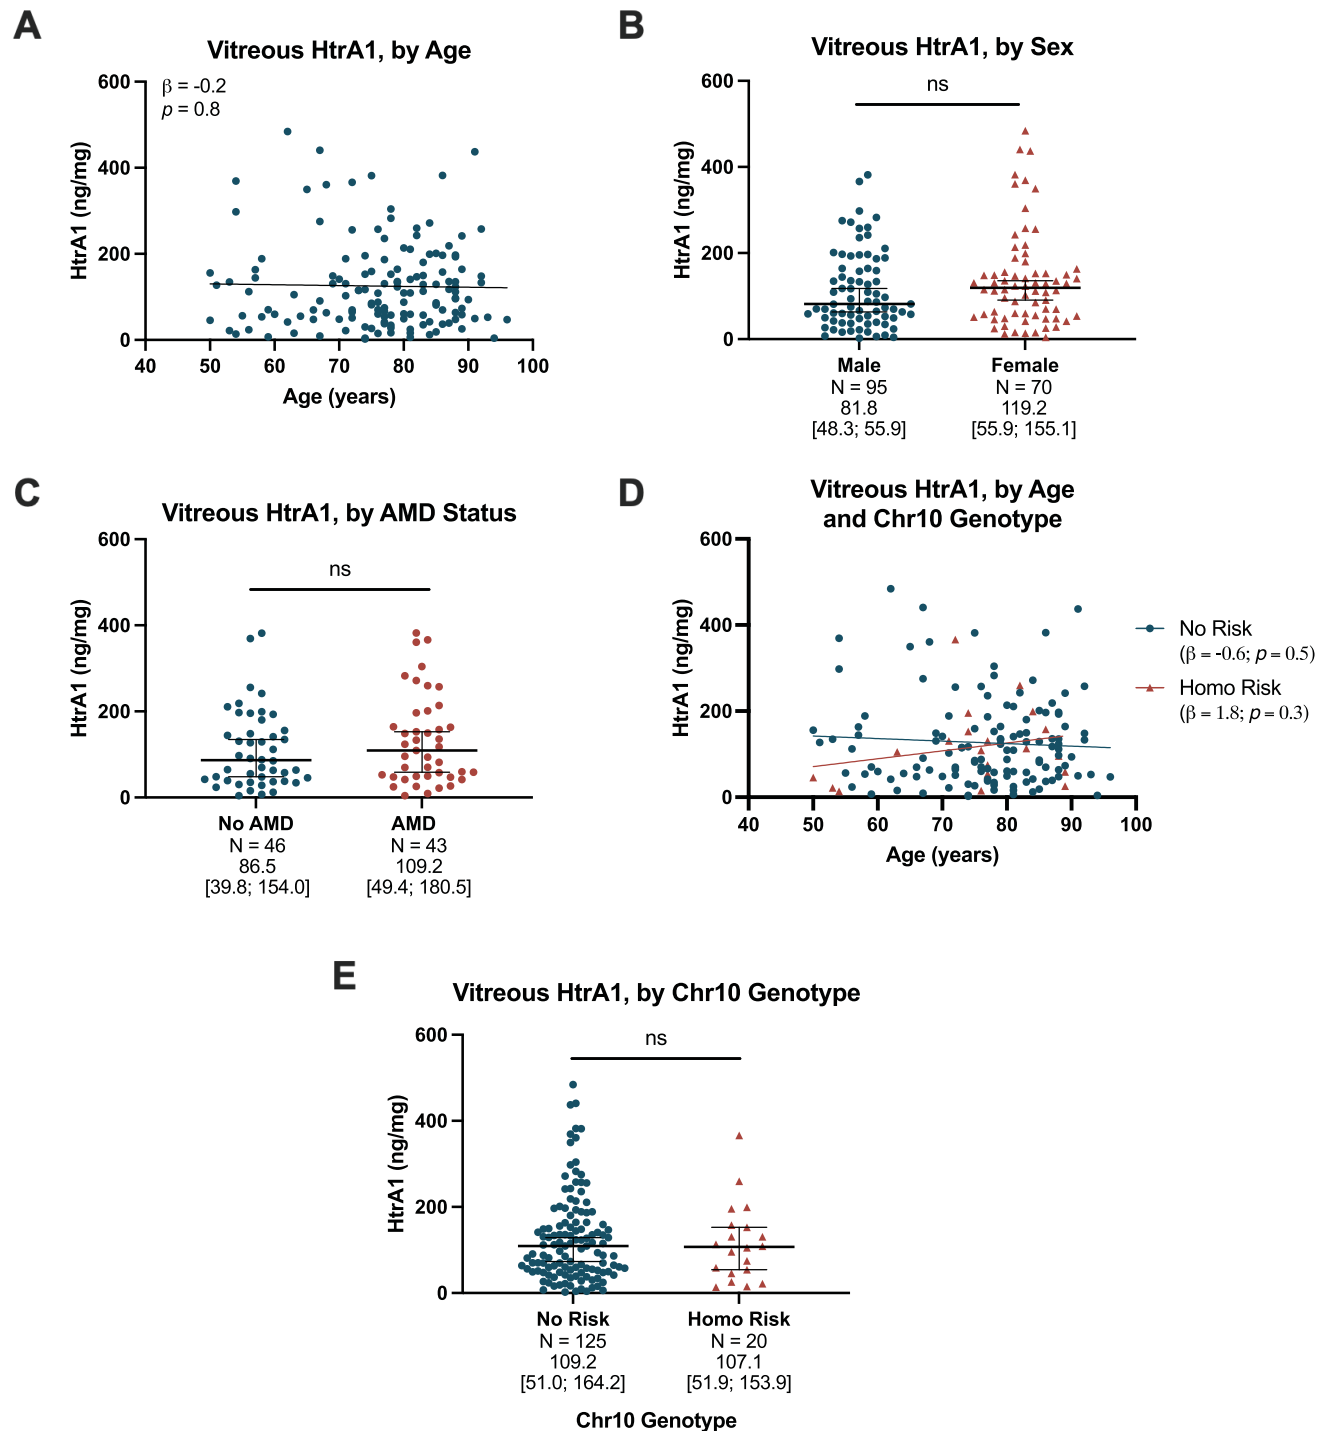 A
Vitreous HtrA1, by Age
β = -0.2
p = 0.8
HtrA1 (ng/mg)
600
400
200
0
40 50 60 70 80 90 100
Age (years)
B
Vitreous HtrA1, by Sex
ns
HtrA1 (ng/mg)
600
400
200
0
Male Female
N = 95 N = 70
81.8 119.2
[48.3; 55.9] [55.9; 155.1]
C
Vitreous HtrA1, by AMD Status
ns
HtrA1 (ng/mg)
600
400
200
0
No AMD AMD
N = 46 N = 43
86.5 109.2
[39.8; 154.0] [49.4; 180.5]
D
Vitreous HtrA1, by Age
and Chr10 Genotype
HtrA1 (ng/mg)
600
400
200
0
40 50 60 70 80 90 100
Age (years)
No Risk
(β = -0.6; p = 0.5)
Homo Risk
(β = 1.8; p = 0.3)
E
Vitreous HtrA1, by Chr10 Genotype
ns
HtrA1 (ng/mg)
600
400
200
0
No Risk Homo Risk
N = 125 N = 20
109.2 107.1
[51.0; 164.2] [51.9; 153.9]
Chr10 Genotype